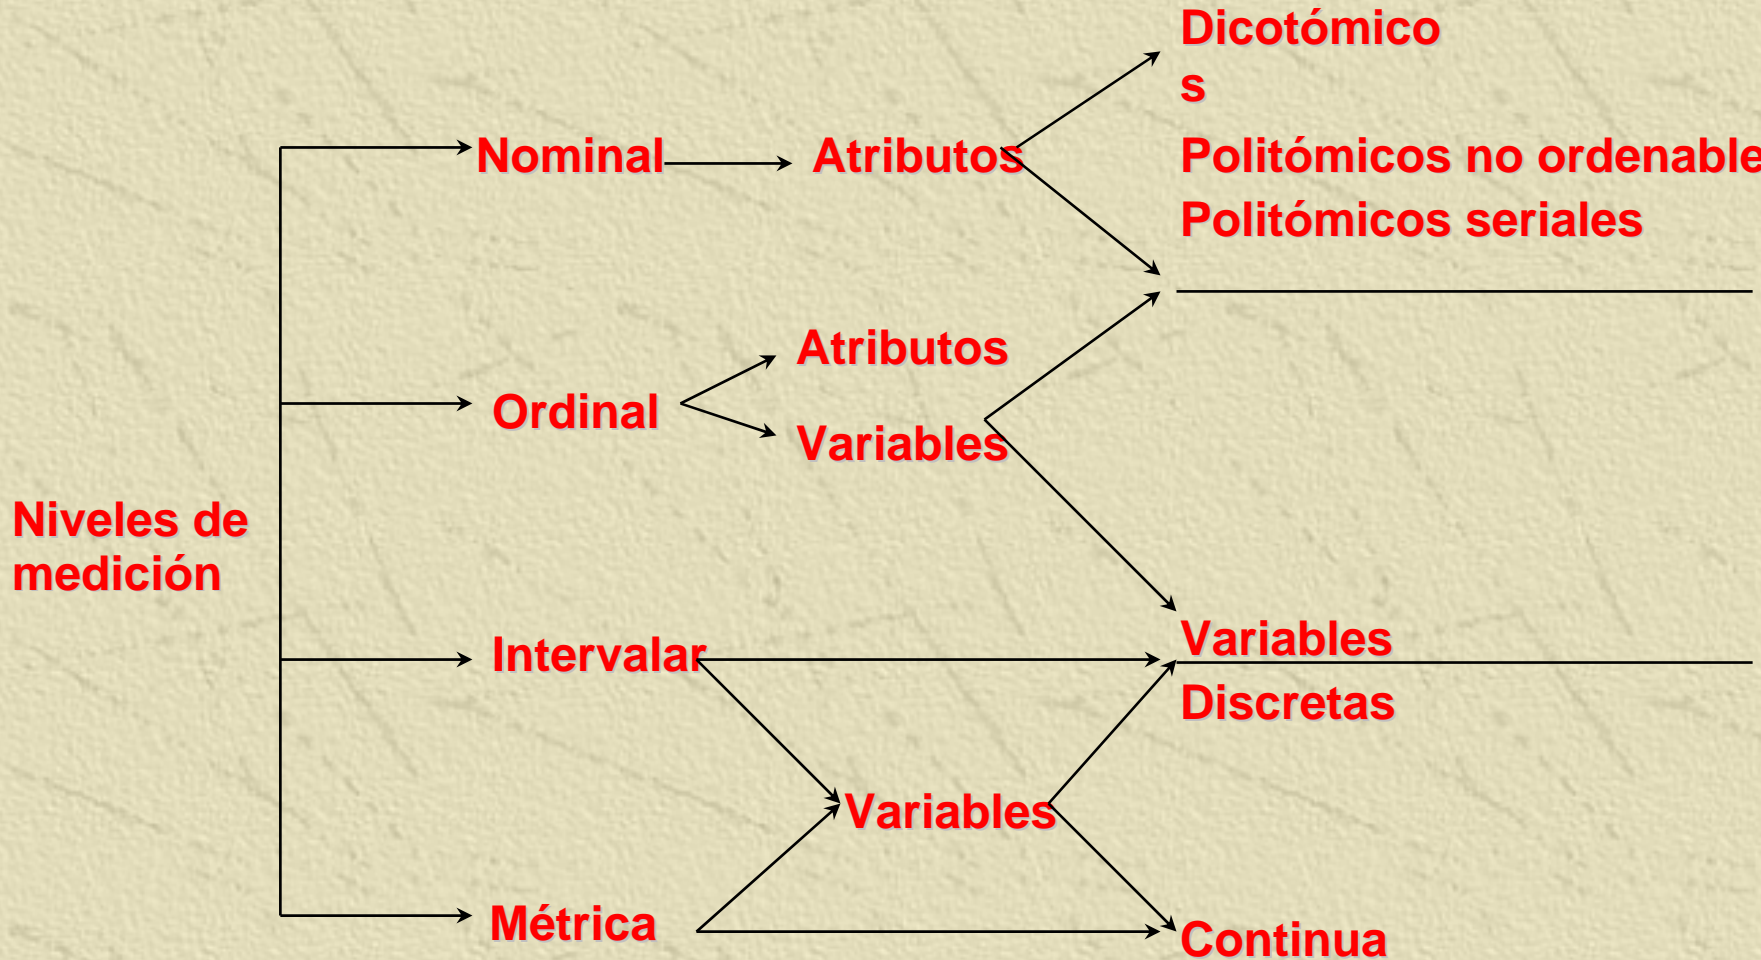 Dicotómico
s
Nominal
Atributos
Politómicos no ordenable
Politómicos seriales
Atributos
Ordinal
Variables
Niveles de
medición
Intervalar
Variables
Discretas
Variables
Métrica
Continua